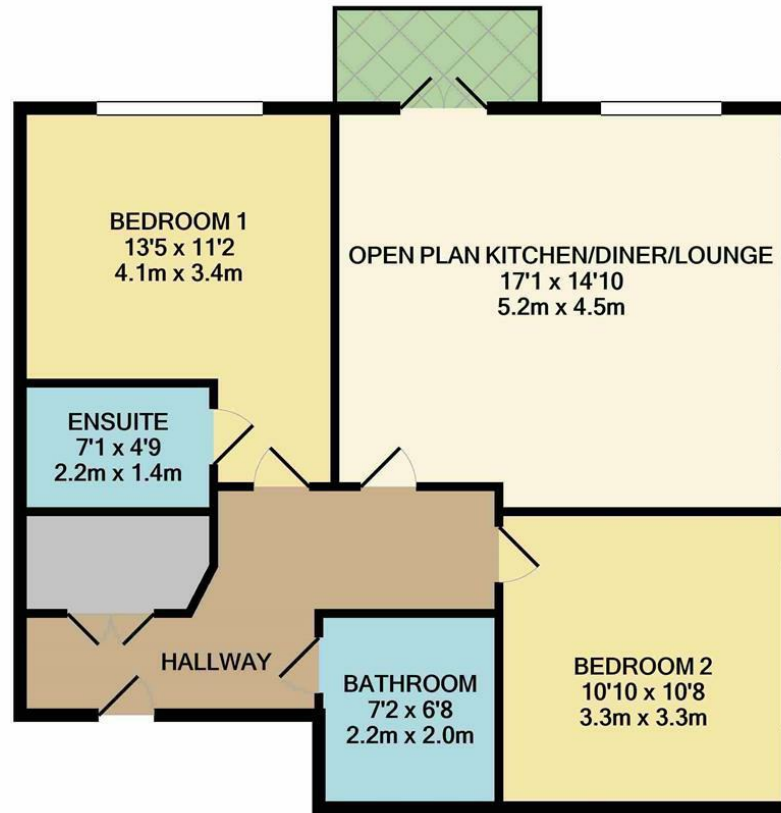 BEDROOM 1
13'5 x 11'2
4.1m x 3.4m
OPEN PLAN KITCHEN/DINER/LOUNGE
17'1 x 14'10
5.2m x 4.5m
ENSUITE
7'1 x 4'9
2.2m x 1.4m
HALLWAY
BATHROOM
7'2 x 6'8
2.2m x 2.0m
BEDROOM 2
10'10 x 10'8
3.3m x 3.3m